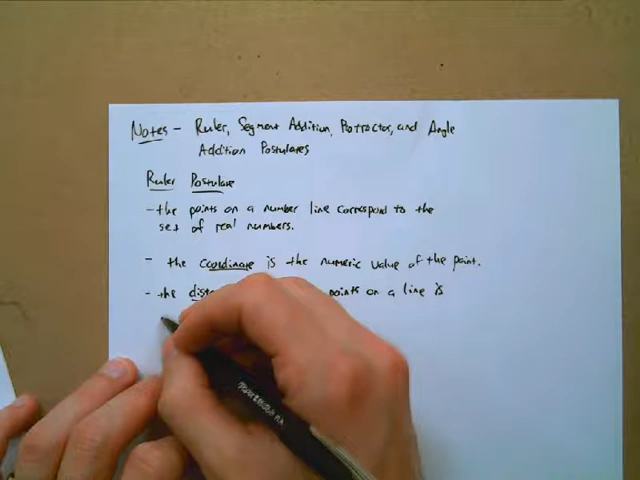 Notes - Ruler, Segment Addition, Protractor, and Angle
Addition Postulates
Ruler Postulate
- the points on a number line correspond to the
set of real numbers.
- the coordinate is the numeric value of the point.
- the points on a line is